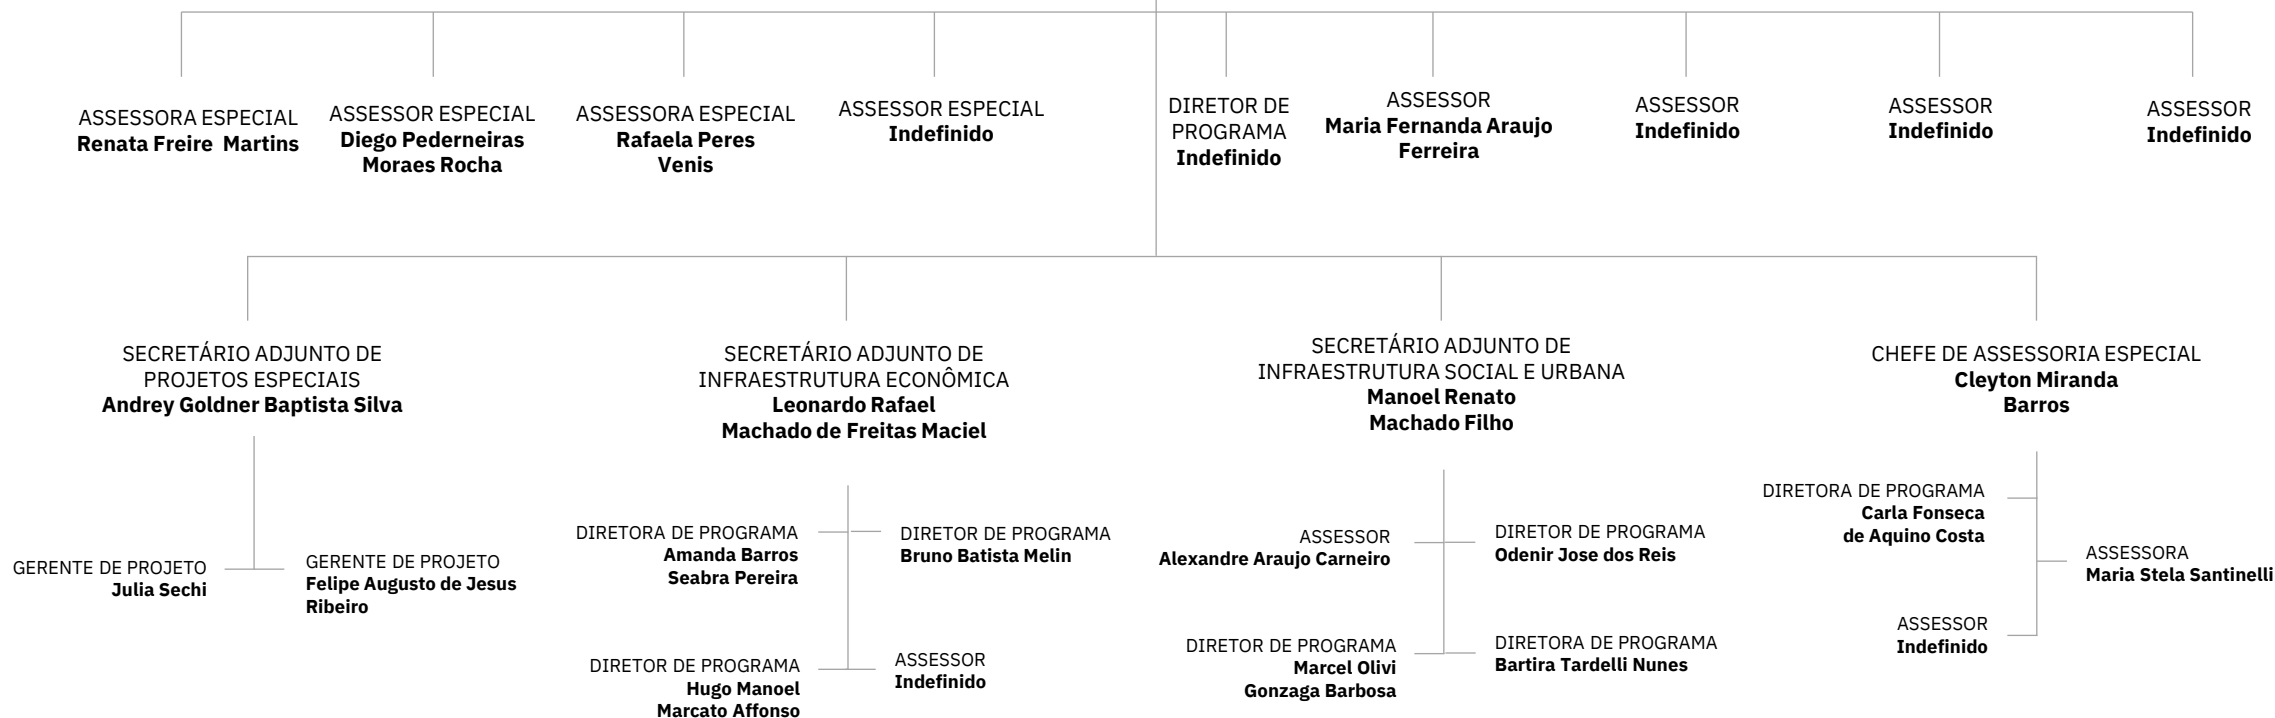 ASSESSORA ESPECIAL
Renata Freire Martins
ASSESSOR ESPECIAL
Diego Pederneiras
Moraes Rocha
ASSESSORA ESPECIAL
Rafaela Peres
Venis
ASSESSOR ESPECIAL
Indefinido
DIRETOR DE
PROGRAMA
Indefinido
ASSESSOR
Maria Fernanda Araujo
Ferreira
ASSESSOR
Indefinido
ASSESSOR
Indefinido
ASSESSOR
Indefinido
SECRETÁRIO ADJUNTO DE
PROJETOS ESPECIAIS
Andrey Goldner Baptista Silva
GERENTE DE PROJETO
Julia Sechi
GERENTE DE PROJETO
Felipe Augusto de Jesus
Ribeiro
SECRETÁRIO ADJUNTO DE
INFRAESTRUTURA ECONÔMICA
Leonardo Rafael
Machado de Freitas Maciel
DIRETORA DE PROGRAMA
Amanda Barros
Seabra Pereira
DIRETOR DE PROGRAMA
Bruno Batista Melin
DIRETOR DE PROGRAMA
Hugo Manoel
Marcato Affonso
ASSESSOR
Indefinido
SECRETÁRIO ADJUNTO DE
INFRAESTRUTURA SOCIAL E URBANA
Manoel Renato
Machado Filho
ASSESSOR
Alexandre Araujo Carneiro
DIRETOR DE PROGRAMA
Odenir Jose dos Reis
DIRETOR DE PROGRAMA
Marcel Olivi
Gonzaga Barbosa
DIRETORA DE PROGRAMA
Bartira Tardelli Nunes
CHEFE DE ASSESSORIA ESPECIAL
Cleyton Miranda
Barros
DIRETORA DE PROGRAMA
Carla Fonseca
de Aquino Costa
ASSESSORA
Maria Stela Santinelli
ASSESSOR
Indefinido